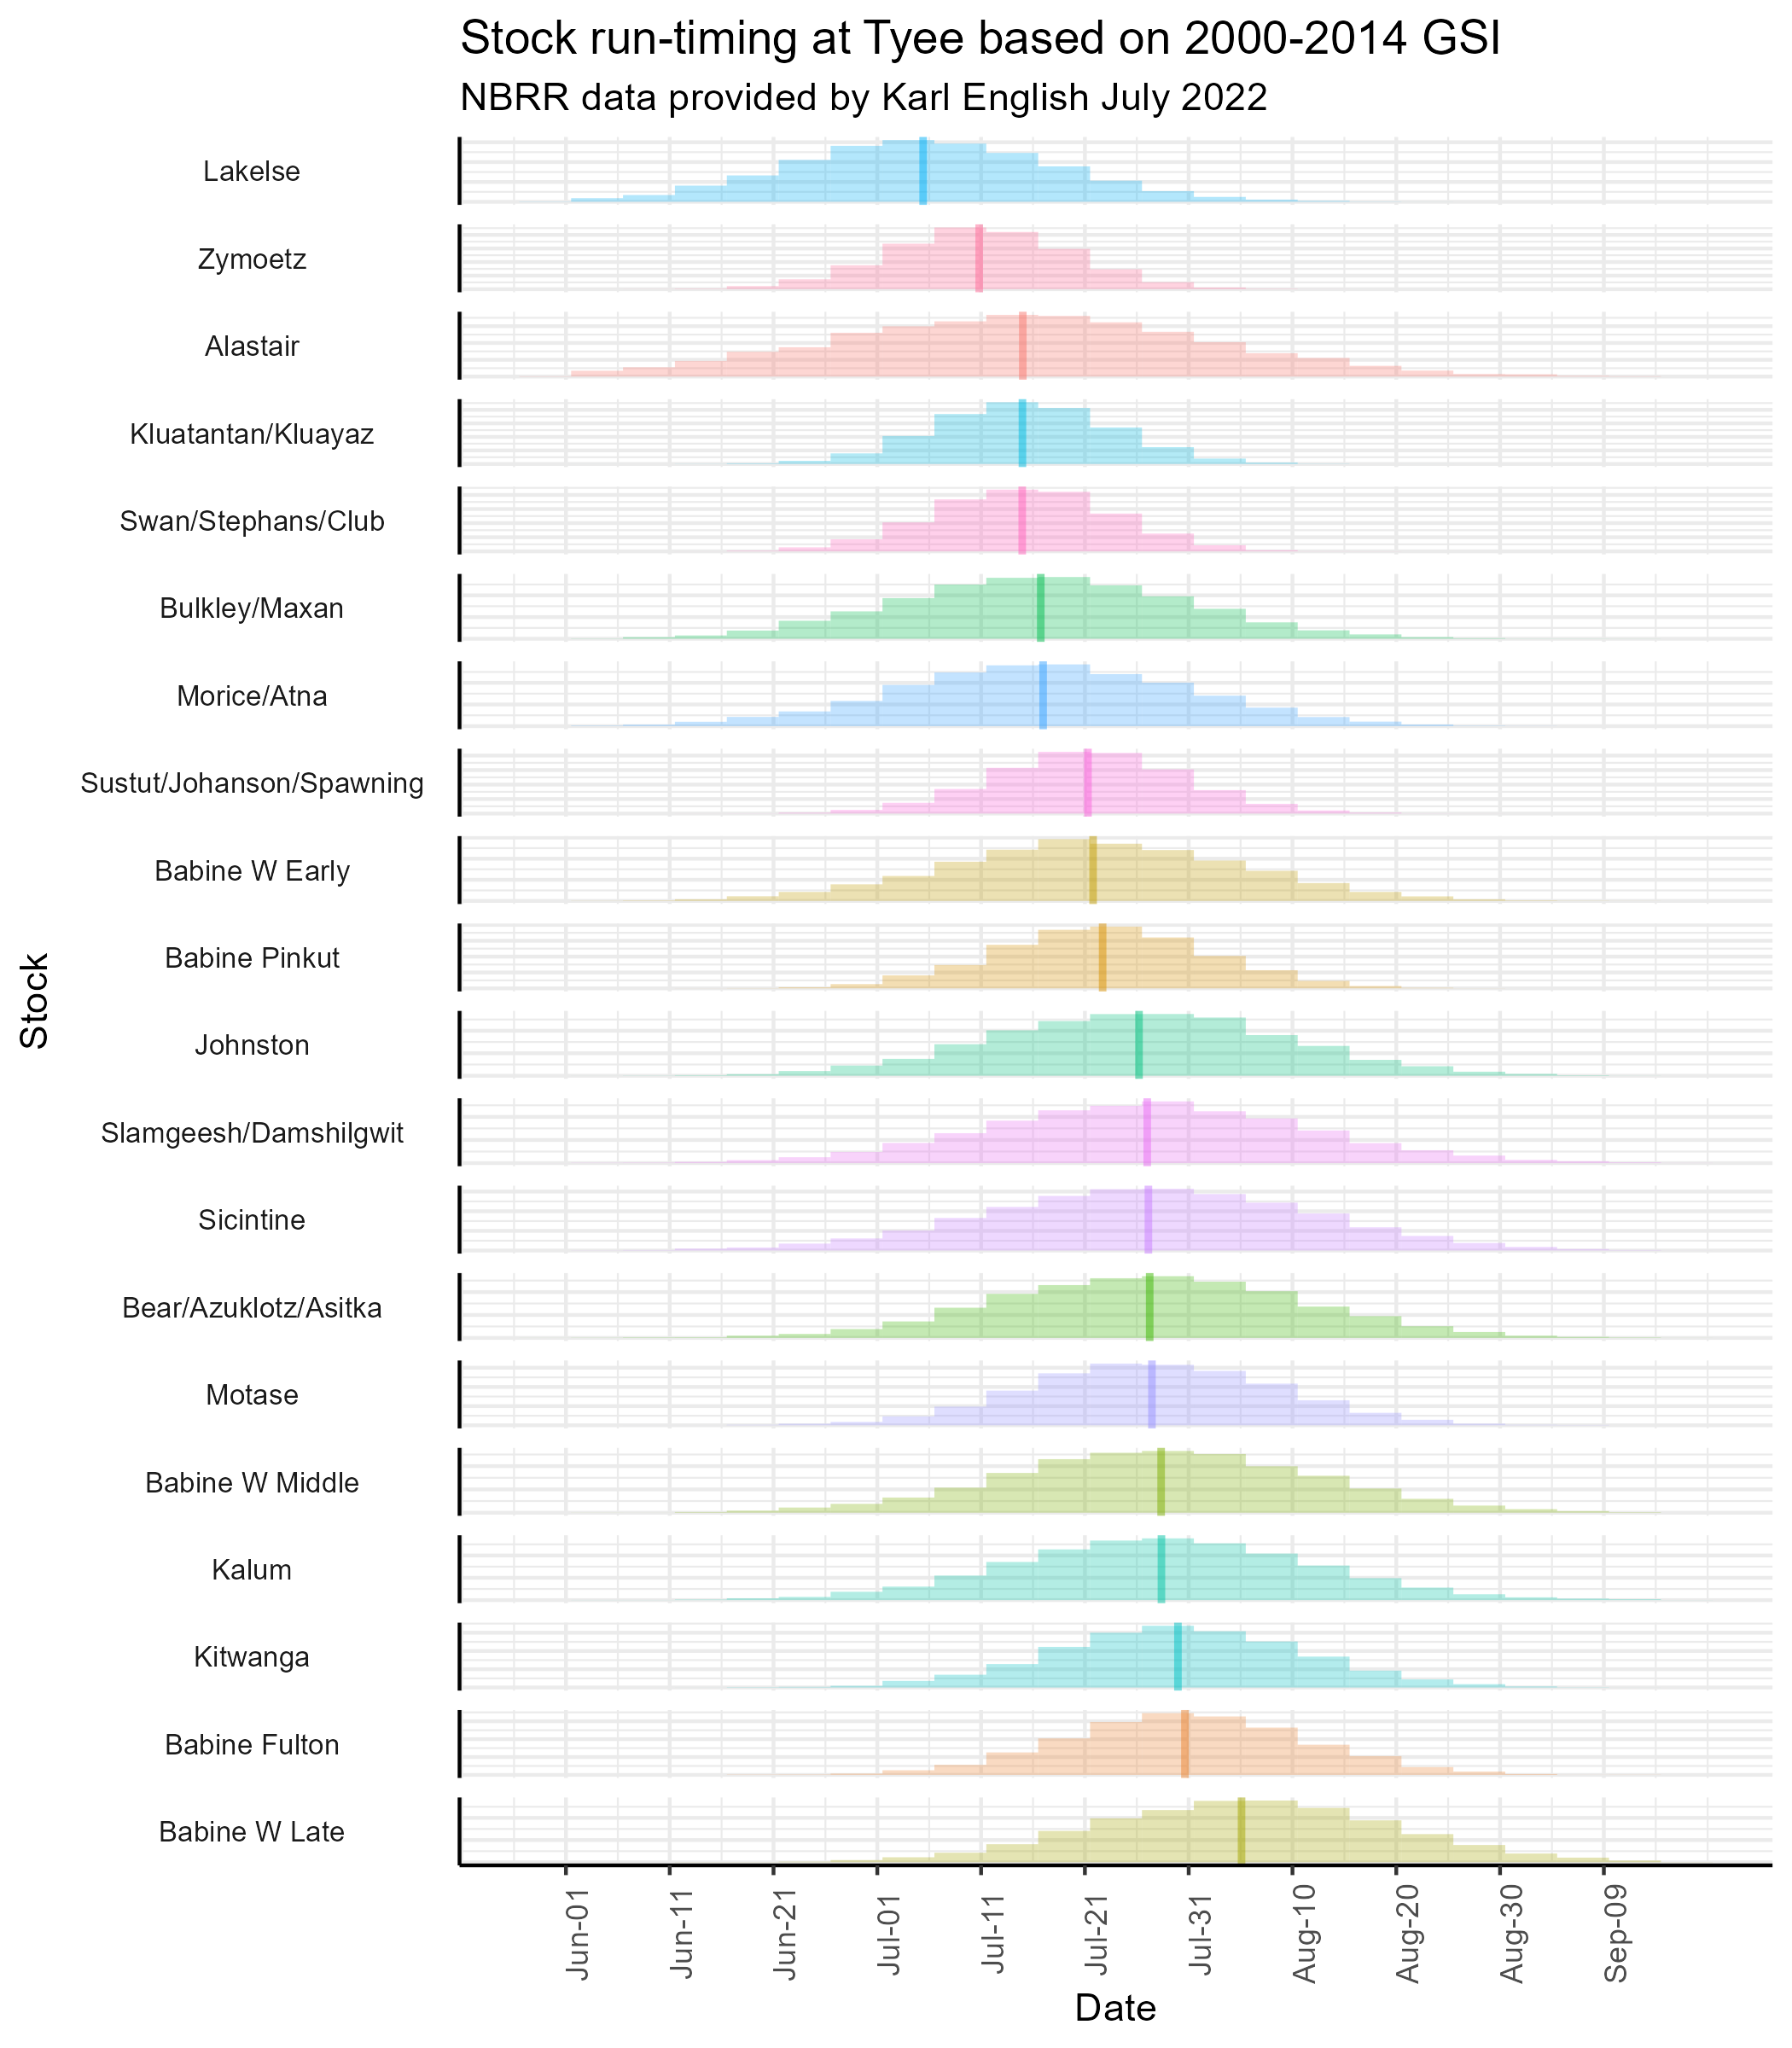 Stock run-timing at Tyee based on 2000-2014 GSI
NBRR data provided by Karl English July 2022
Lakelse
Zymoetz
Alastair
Kluatantan/Kluayaz
Swan/Stephans/Club
Bulkley/Maxan
Morice/Atna
Sustut/Johanson/Spawning
Babine W Early
Babine Pinkut
Johnston
Slamgeesh/Damshilgwit
Sicintine
Bear/Azuklotz/Asitka
Motase
Babine W Middle
Kalum
Kitwanga
Babine Fulton
Babine W Late
Stock
Jun-01
Jun-11
Jun-21
Jul-01
Jul-11
Jul-21
Jul-31
Aug-10
Aug-20
Aug-30
Sep-09
Date